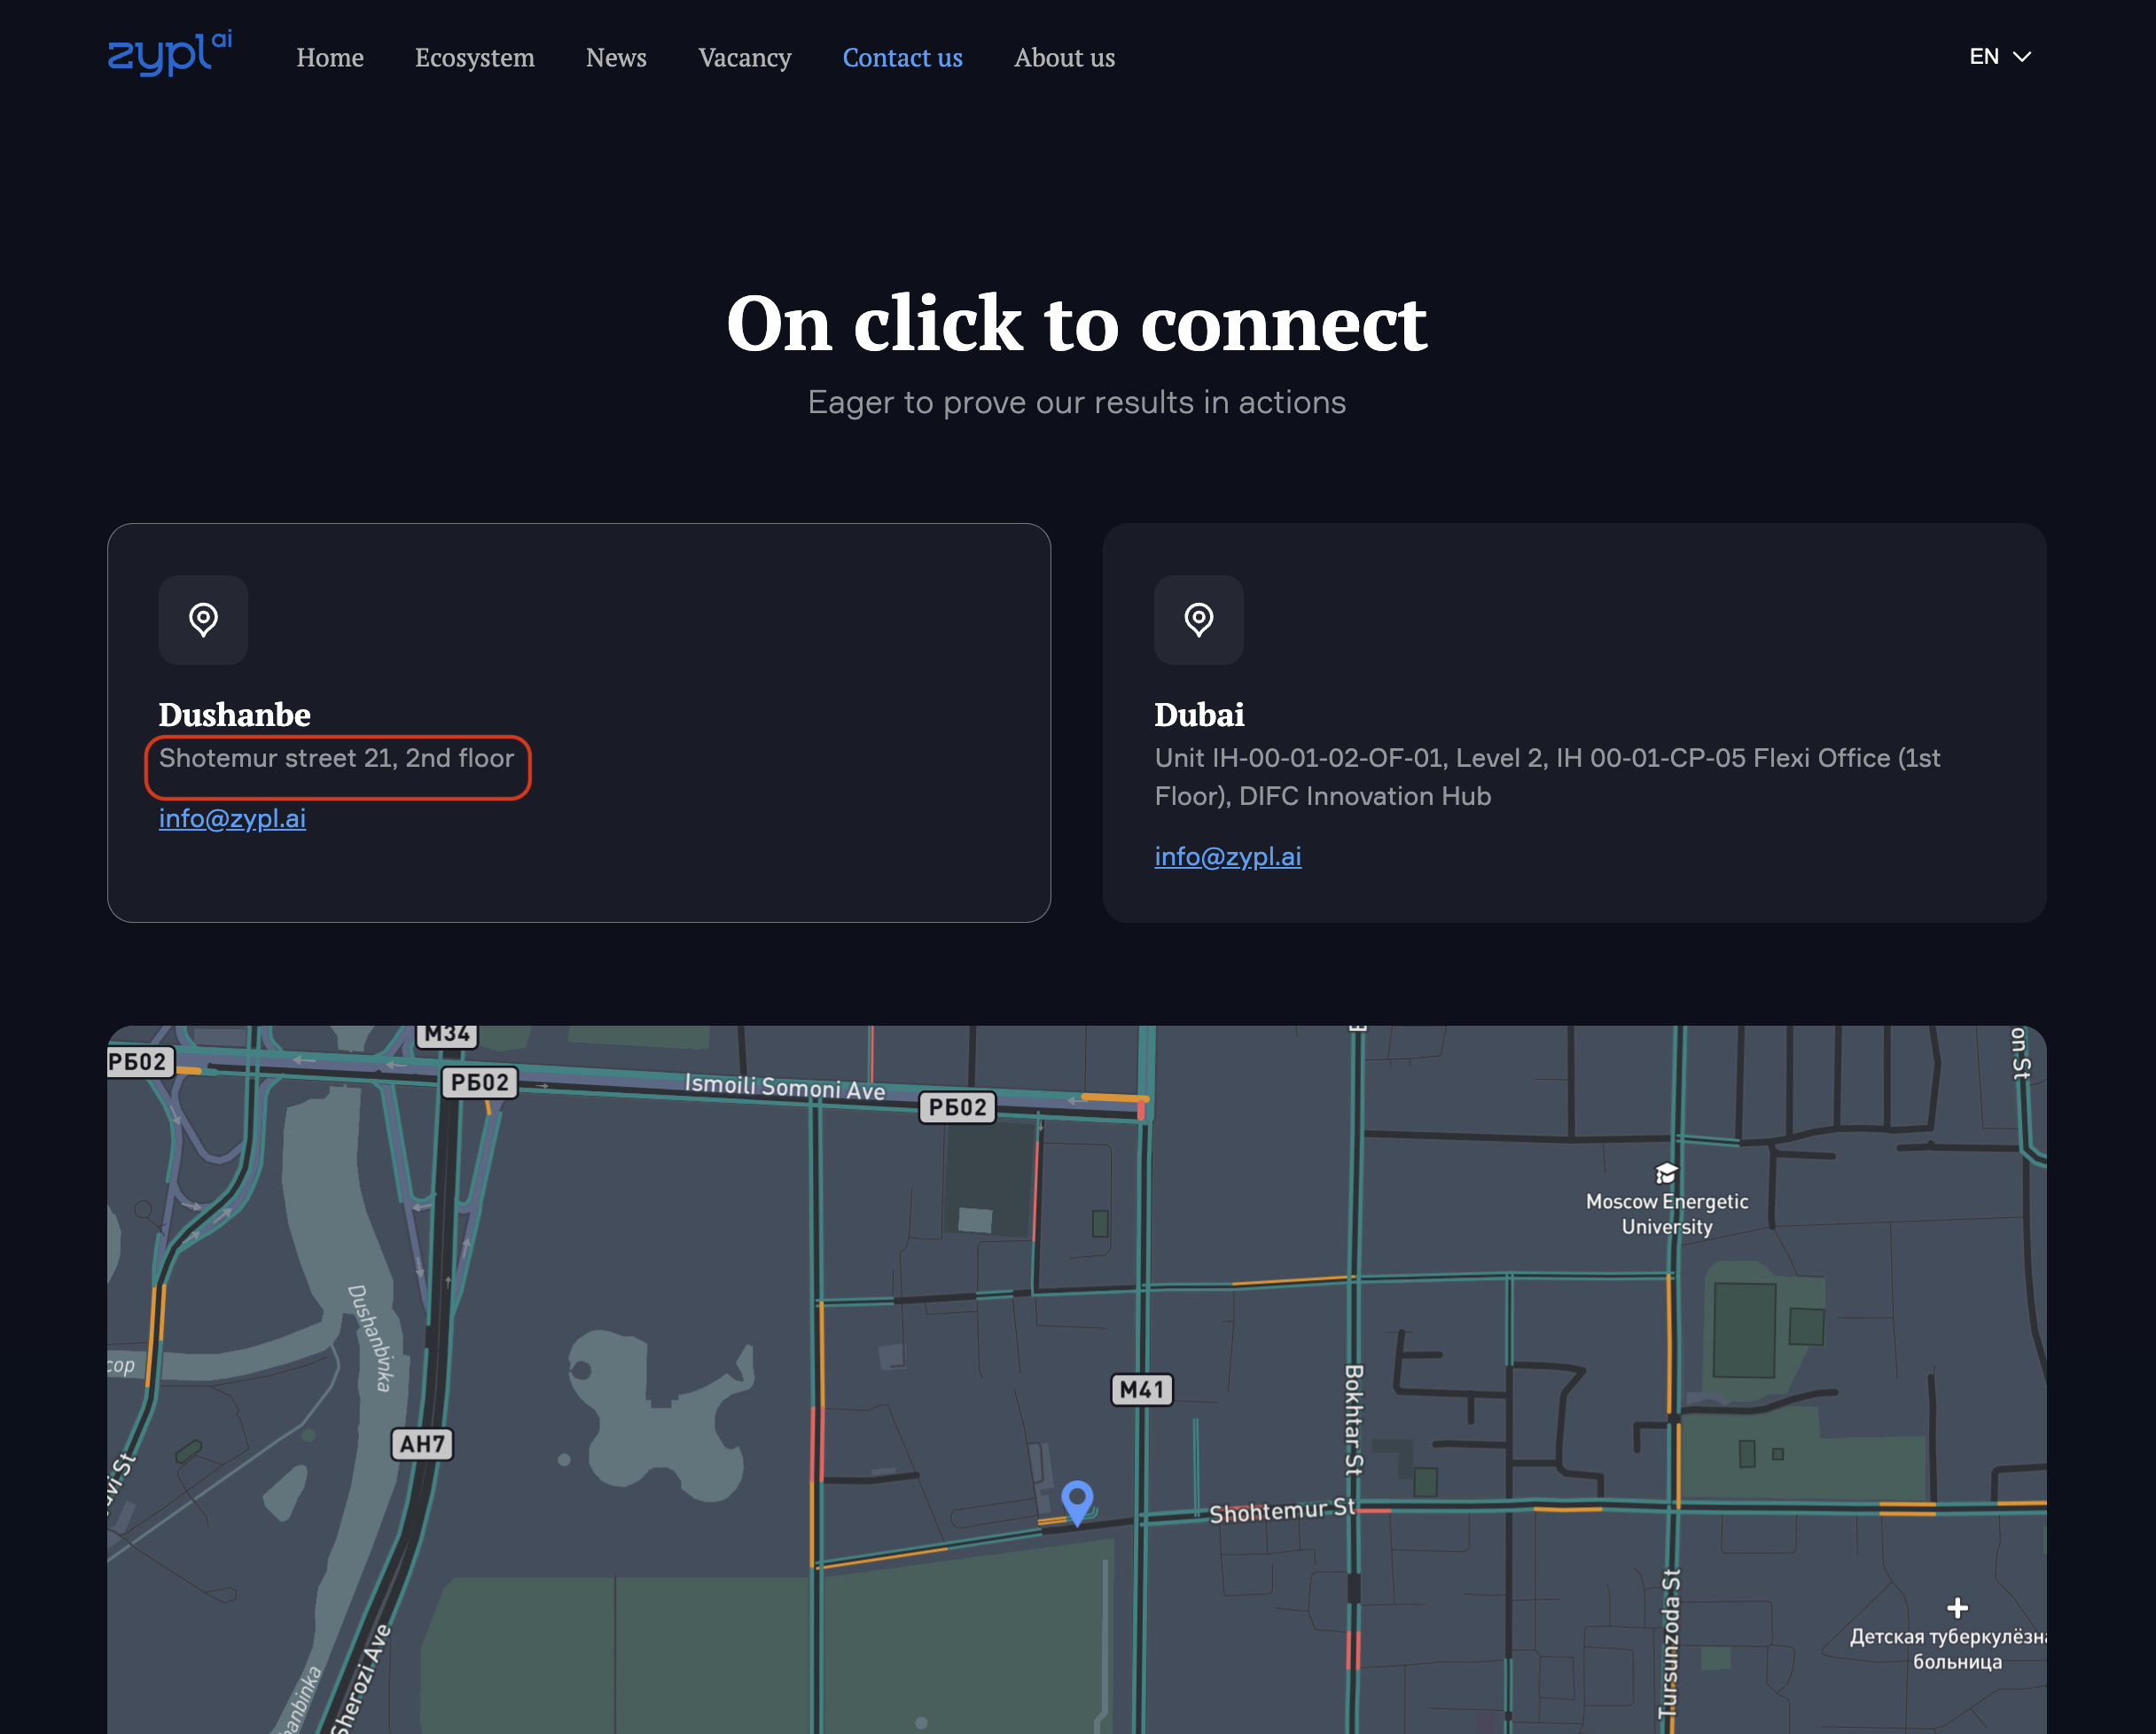 zypl ai
Home
Ecosystem
News
Vacancy
Contact us
About us
EN
On click to connect
Eager to prove our results in actions
Dushanbe
Shotemur street 21, 2nd floor
info@zypl.ai
Dubai
Unit IH-00-01-02-OF-01, Level 2, IH 00-01-CP-05 Flexi Office (1st
Floor), DIFC Innovation Hub
info@zypl.ai
M34
РБ02
РБ02
Ismoili Somoni Ave
РБ02
on St
Moscow Energetic
University
Dushanbinka
cop
M41
Bokhtar St
AH7
vi St
Shohtemur St
Tursunzoda St
Sherozi Ave
anbinka
Детская туберкулёзна
больница